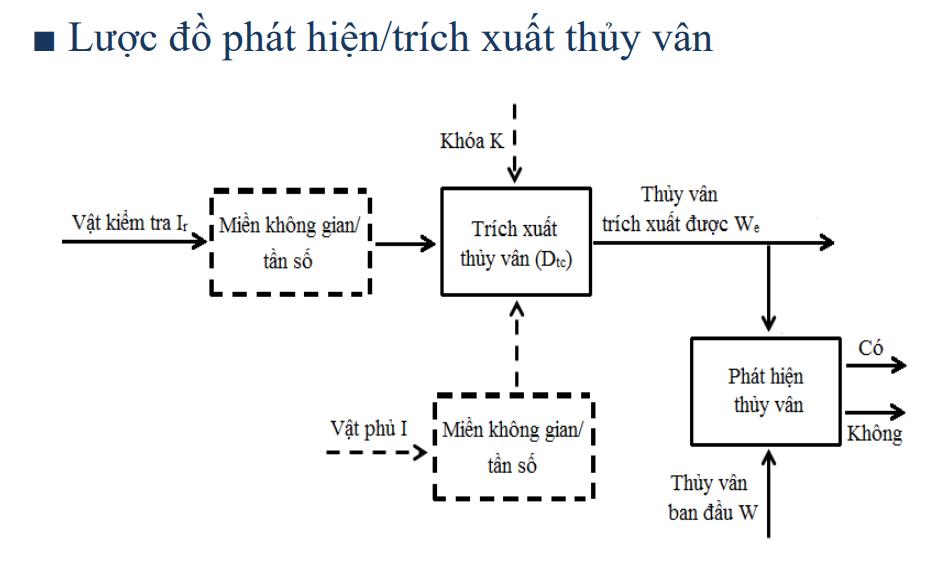 Lược đồ phát hiện/trích xuất thủy vân
Khóa K
Vật kiểm tra Ir
Miền không gian/
tần số
Trích xuất
thủy vân (Dtc)
Thủy vân
trích xuất được We
Có
Phát hiện
thủy vân
Không
Vật phủ I
Miền không gian/
tần số
Thủy vân
ban đầu W